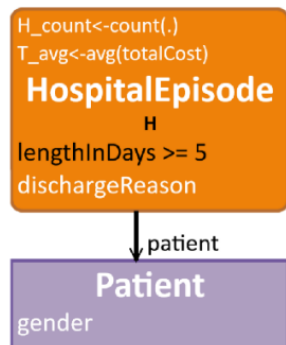 H_count<-count(.)
T_avg<-avg(totalCost)
HospitalEpisode
H
lengthInDays >= 5
dischargeReason
patient
Patient
gender